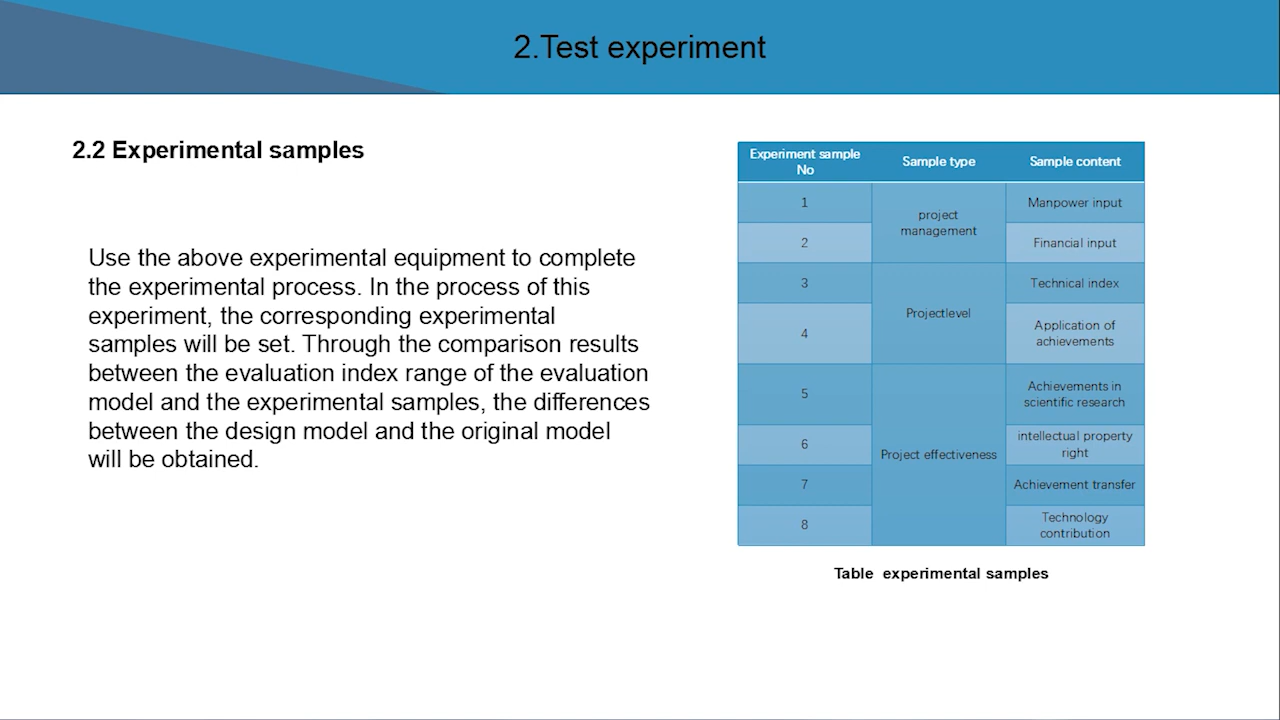 2.Test experiment
2.2 Experimental samples
Use the above experimental equipment to complete
the experimental process. In the process of this
experiment, the corresponding experimental
samples will be set. Through the comparison results
between the evaluation index range of the evaluation
model and the experimental samples, the differences
between the design model and the original model
will be obtained.
Experiment sample
No
Sample type
Sample content
1
project
management
Manpower input
2
Financial input
3
Projectlevel
Technical index
4
Application of
achievements
5
Project effectiveness
Achievements in
scientific research
6
intellectual property
right
7
Achievement transfer
8
Technology
contribution
Table  experimental samples